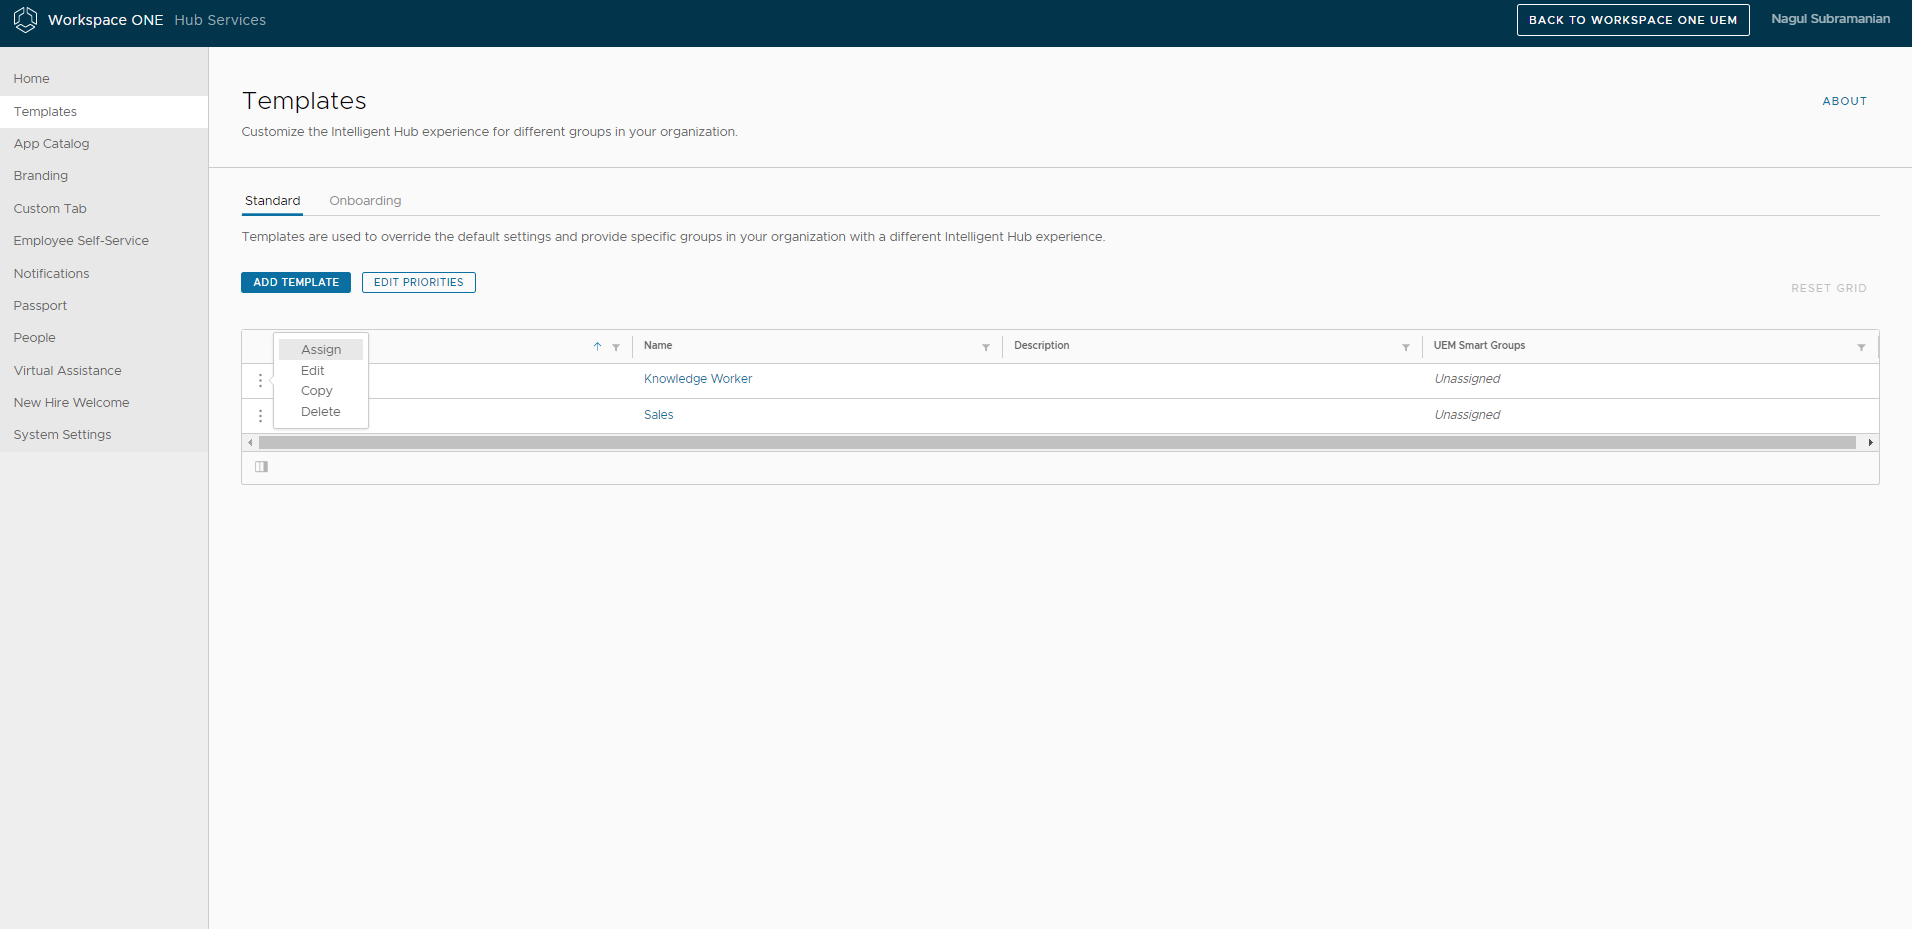 Workspace ONE Hub Services
BACK TO WORKSPACE ONE UEM
Nagul Subramanian
Home
Templates
App Catalog
Branding
Custom Tab
Employee Self-Service
Notifications
Passport
People
Virtual Assistance
New Hire Welcome
System Settings
Templates
ABOUT
Customize the Intelligent Hub experience for different groups in your organization.
Standard Onboarding
Templates are used to override the default settings and provide specific groups in your organization with a different Intelligent Hub experience.
ADD TEMPLATE EDIT PRIORITIES
RESET GRID
Name Description UEM Smart Groups
Assign
Edit
Copy
Delete
Knowledge Worker Unassigned
Sales Unassigned